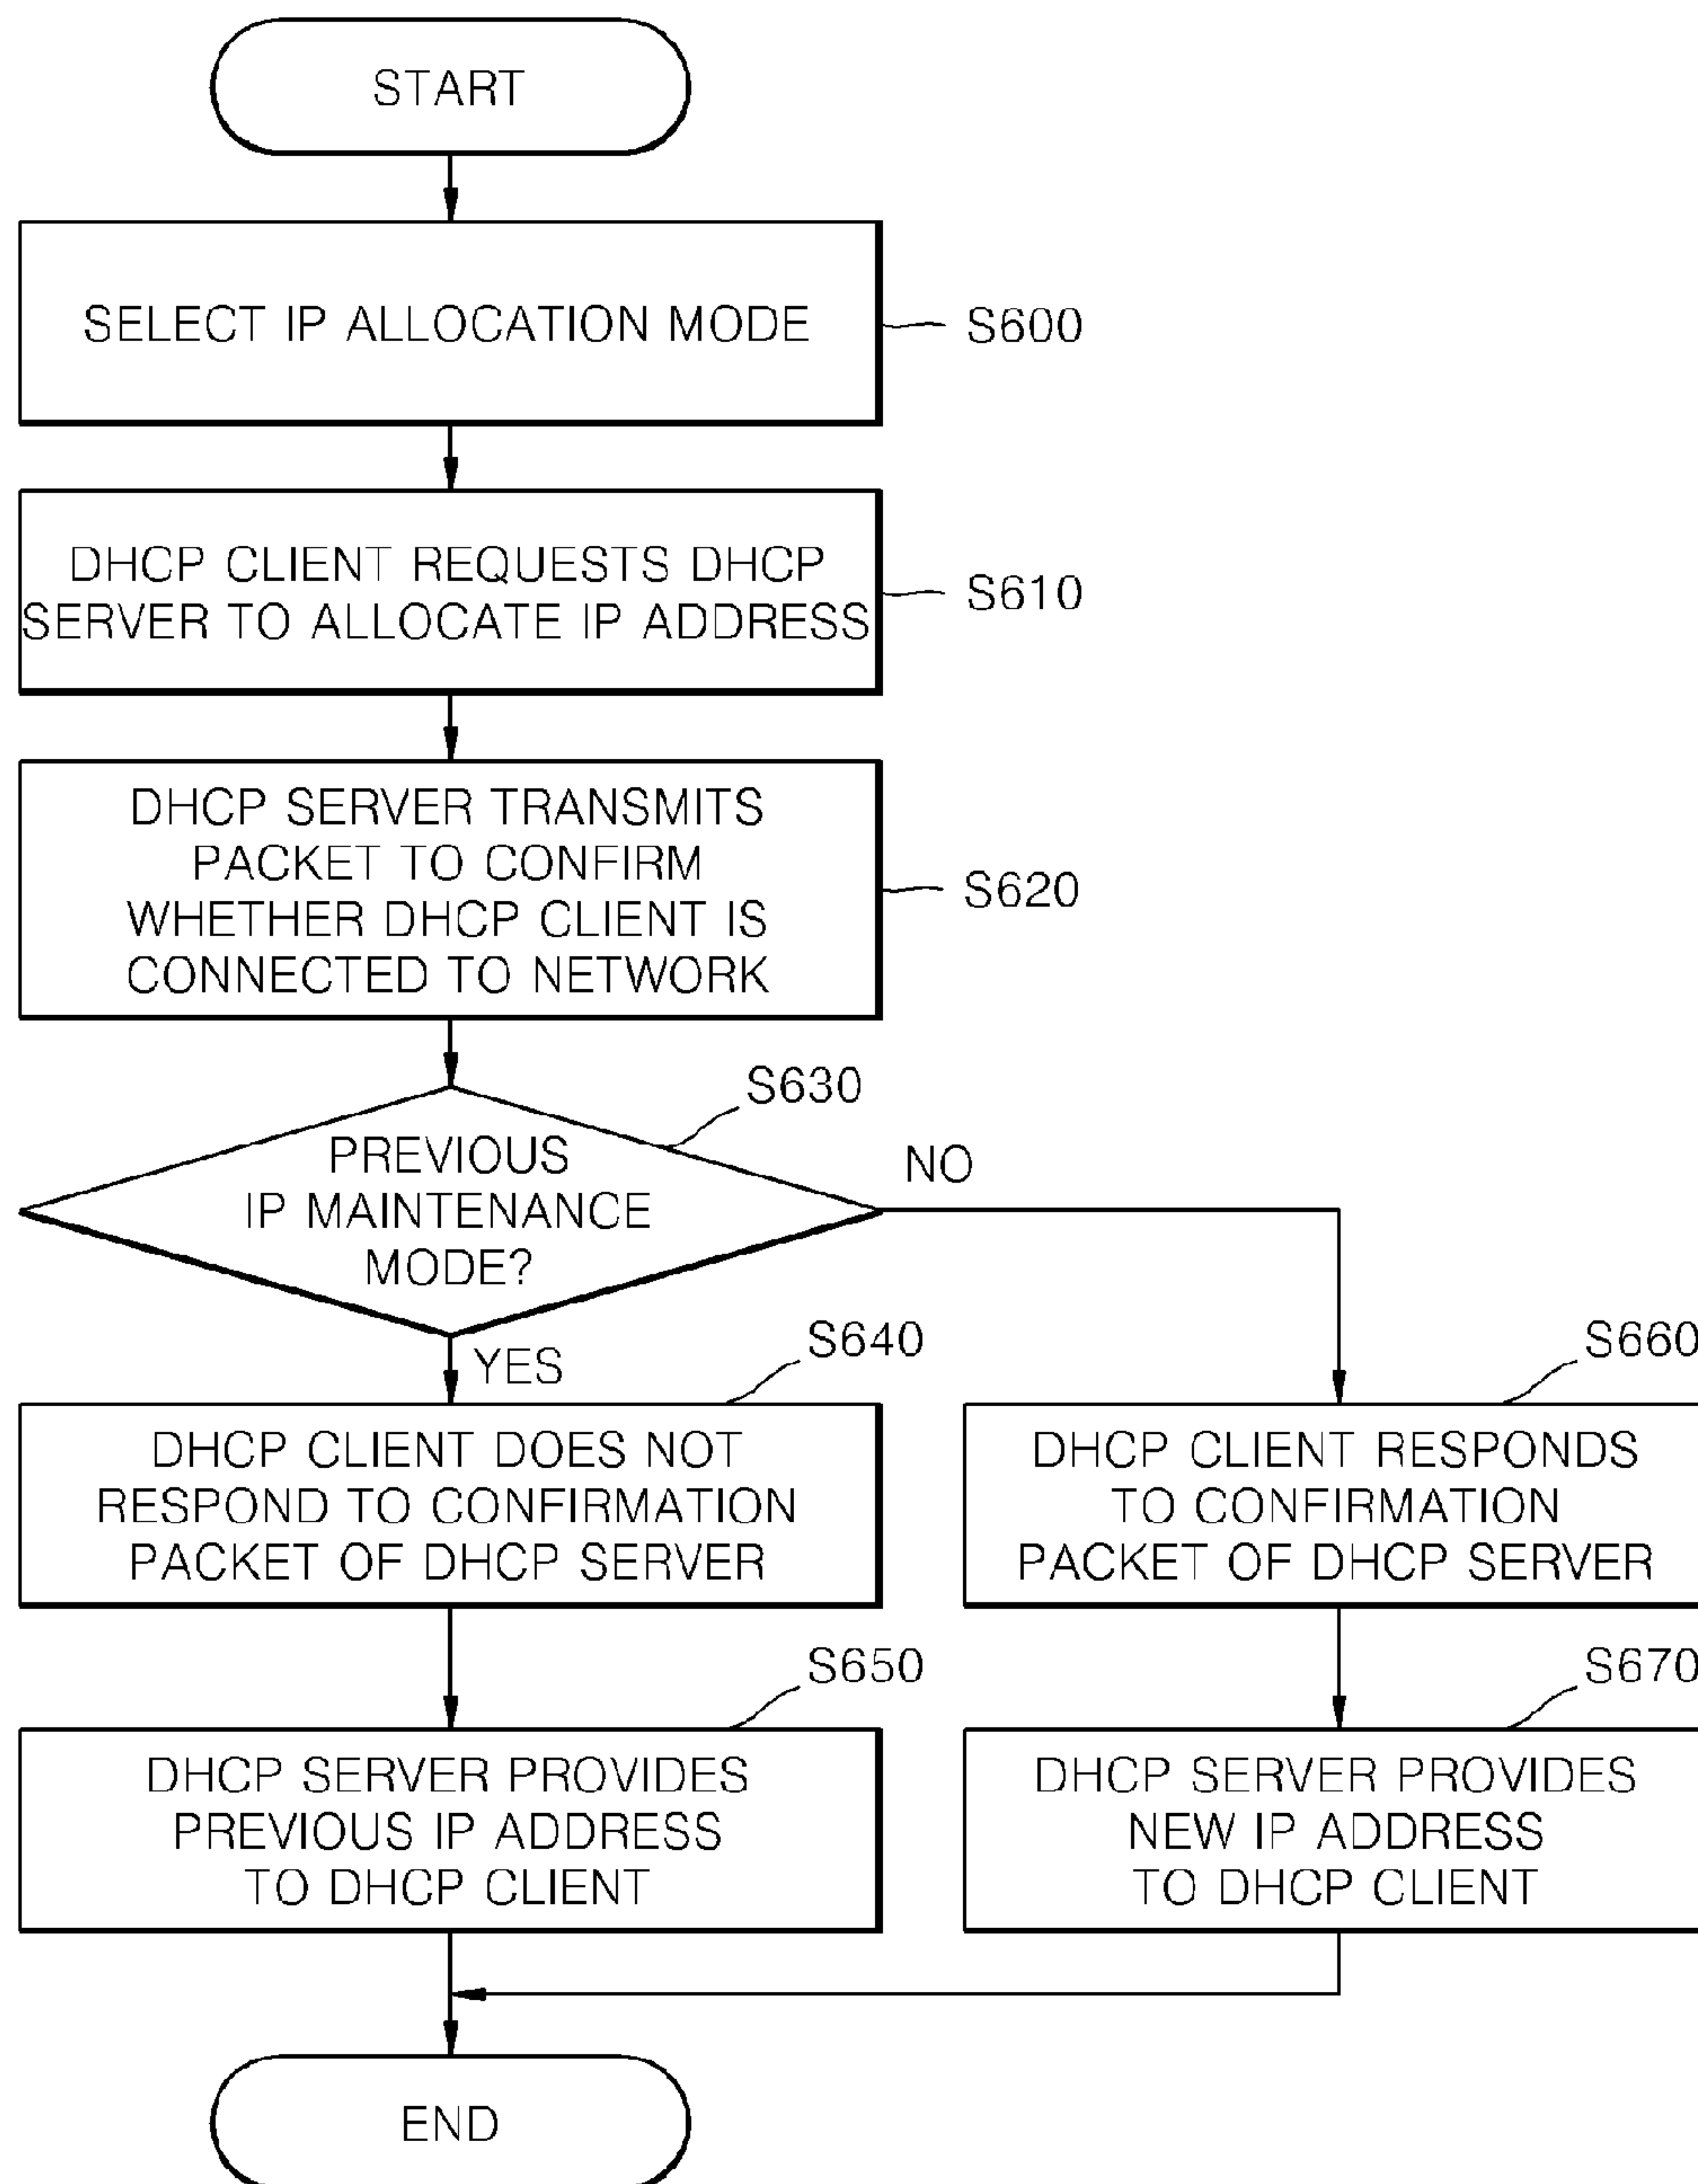 START
SELECT IP ALLOCATION MODE
S600
DHCP CLIENT REQUESTS DHCP
SERVER TO ALLOCATE IP ADDRESS
S610
DHCP SERVER TRANSMITS
PACKET TO CONFIRM
WHETHER DHCP CLIENT IS
CONNECTED TO NETWORK
S620
S630
PREVIOUS
IP MAINTENANCE
MODE?
NO
YES
S640
DHCP CLIENT DOES NOT
RESPOND TO CONFIRMATION
PACKET OF DHCP SERVER
S660
DHCP CLIENT RESPONDS
TO CONFIRMATION
PACKET OF DHCP SERVER
S650
DHCP SERVER PROVIDES
PREVIOUS IP ADDRESS
TO DHCP CLIENT
S670
DHCP SERVER PROVIDES
NEW IP ADDRESS
TO DHCP CLIENT
END